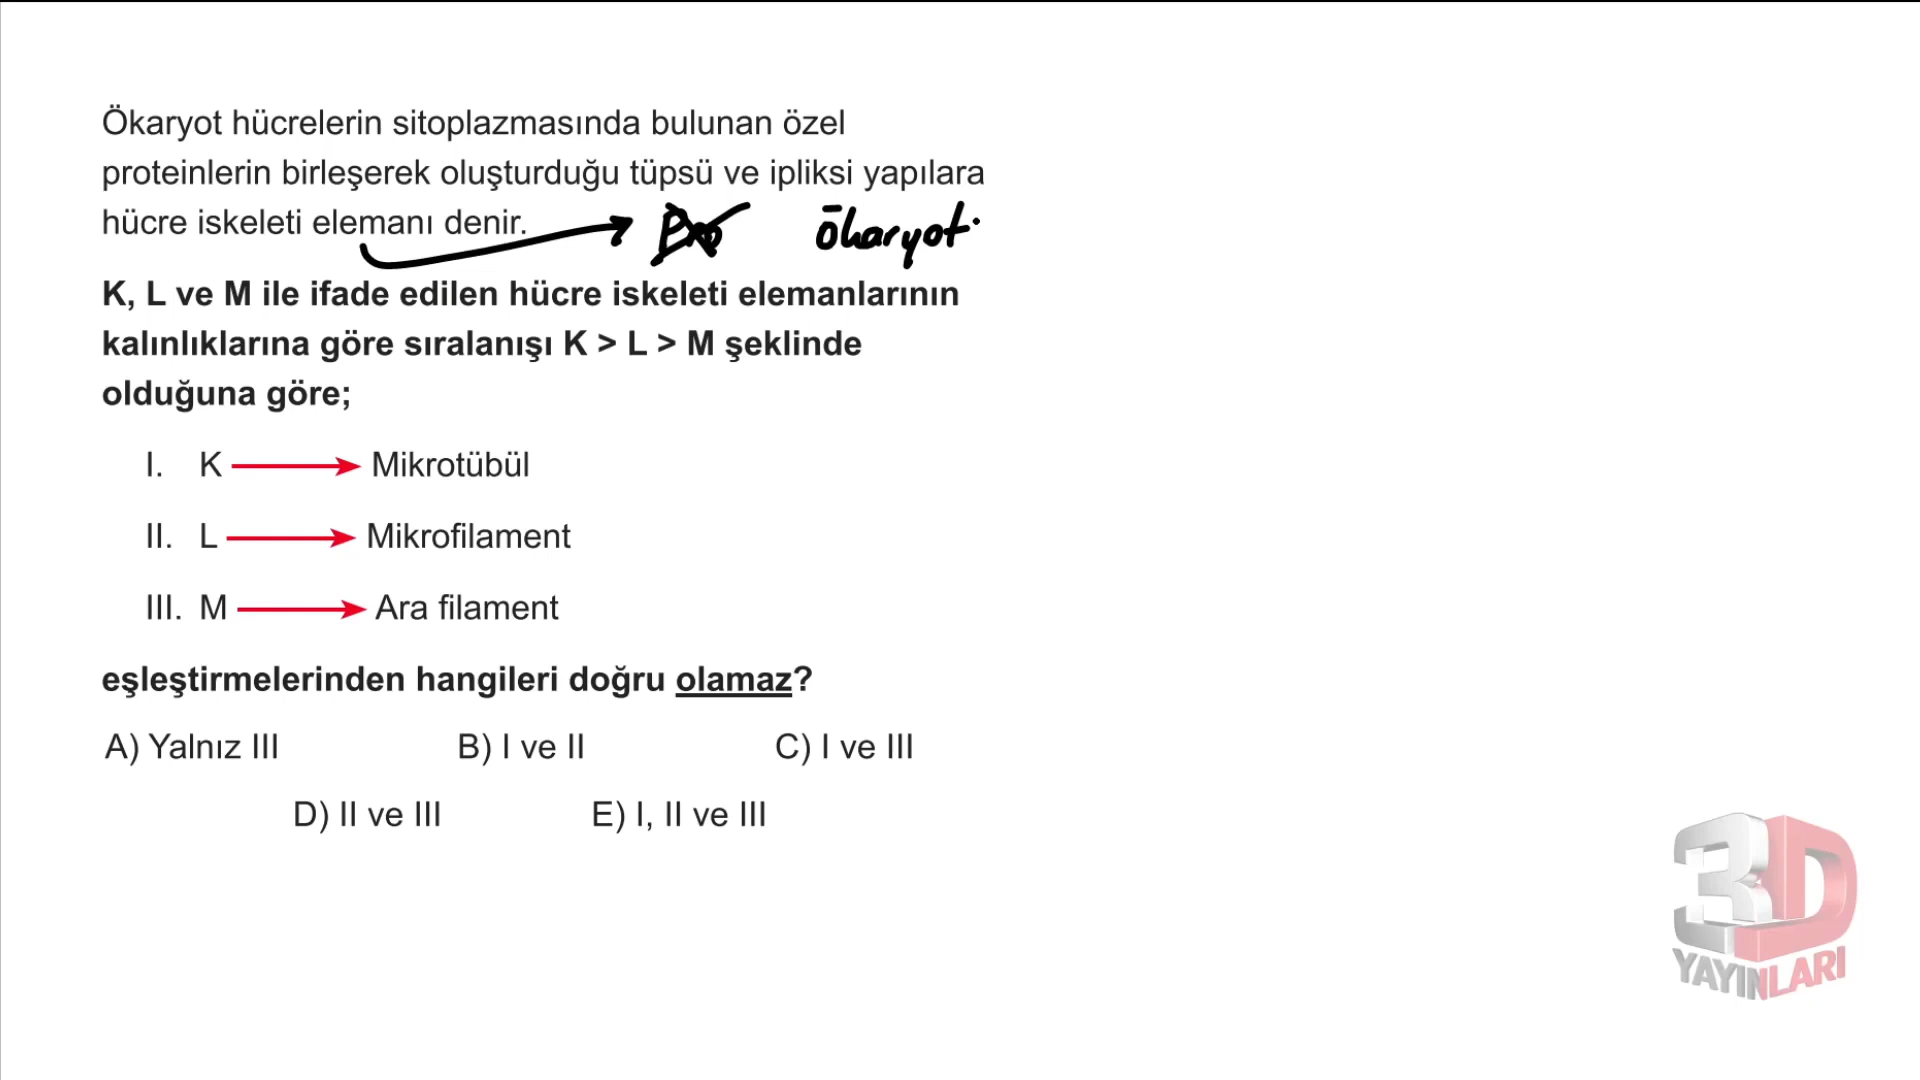 Ökaryot hücrelerin sitoplazmasında bulunan özel
proteinlerin birleşerek oluşturduğu tüpsü ve ipliksi yapılara
hücre iskeleti elemanı denir.
Pro ökaryot.
K, L ve M ile ifade edilen hücre iskeleti elemanlarının
kalınlıklarına göre sıralanışı K > L > M şeklinde
olduğuna göre;
I. K → Mikrotübül
II. L → Mikrofilament
III. M → Ara filament
eşleştirmelerinden hangileri doğru olamaz?
A) Yalnız III B) I ve II C) I ve III
D) II ve III E) I, II ve III
3D
YAYINLARI